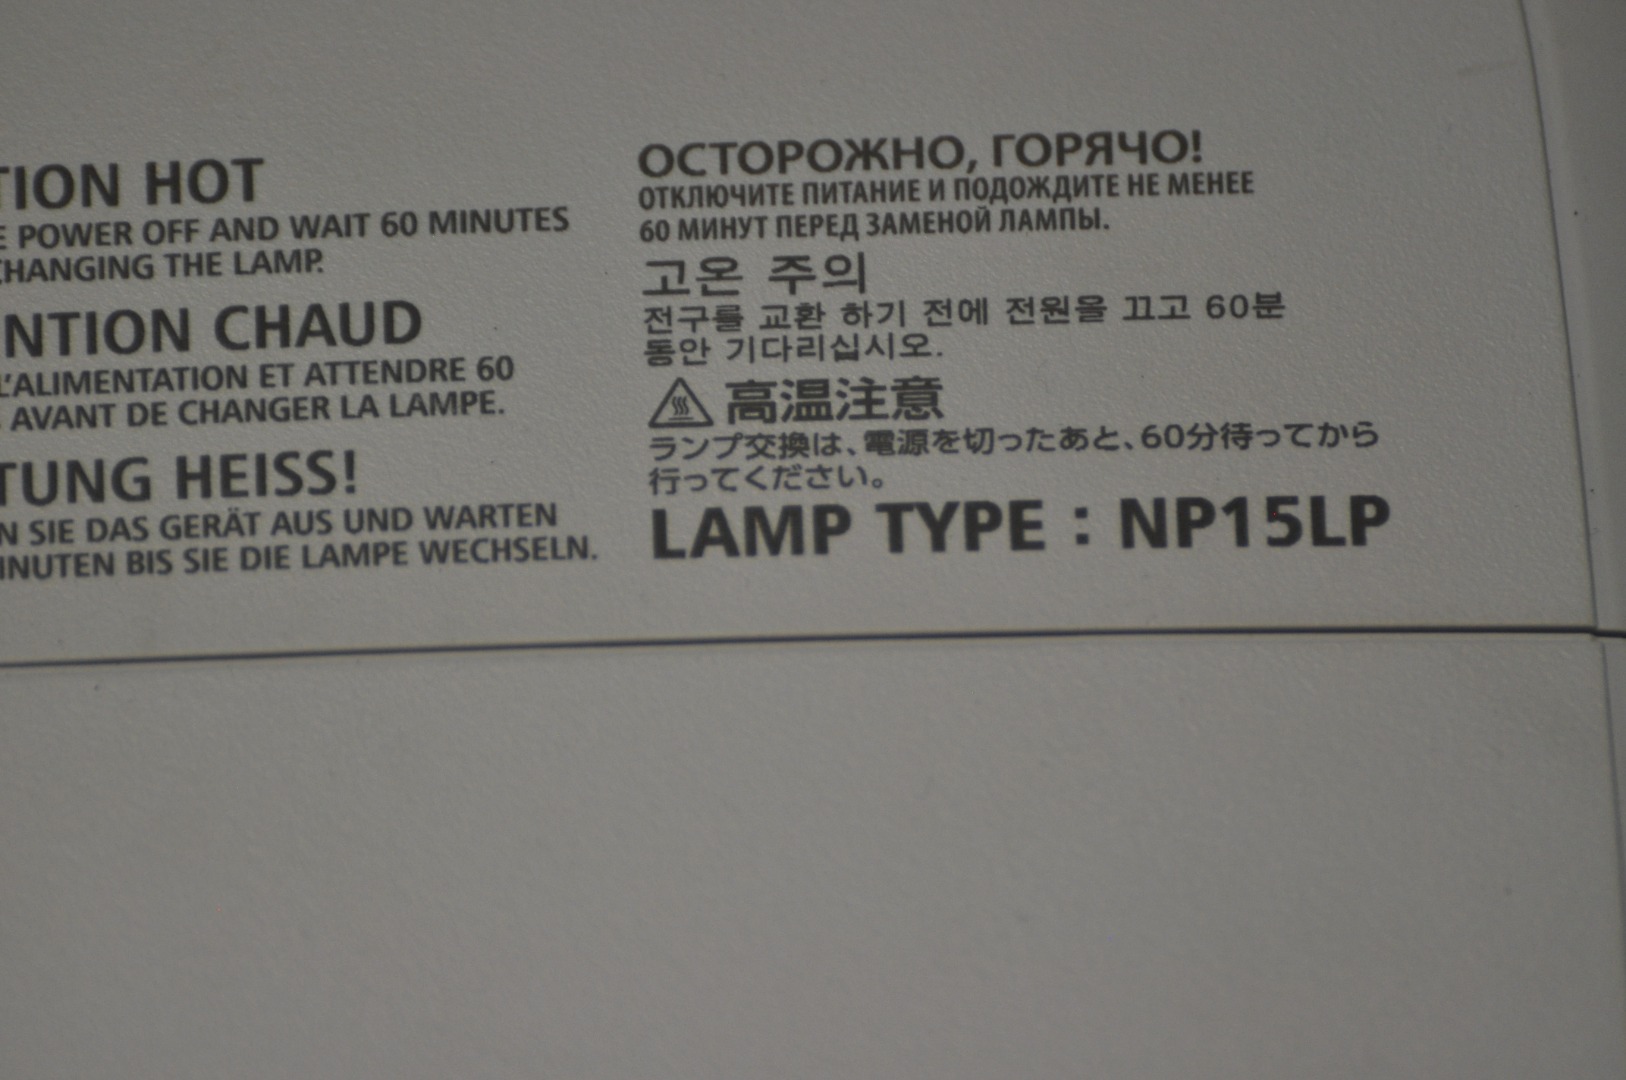 TION HOT
E POWER OFF AND WAIT 60 MINUTES
CHANGING THE LAMP.
NTION CHAUD
L'ALIMENTATION ET ATTENDRE 60
AVANT DE CHANGER LA LAMPE.
TUNG HEISS!
N SIE DAS GERÄT AUS UND WARTEN
INUTEN BIS SIE DIE LAMPE WECHSELN.
ОСТОРОЖНО, ГОРЯЧО!
ОТКЛЮЧИТЕ ПИТАНИЕ И ПОДОЖДИТЕ НЕ МЕНЕЕ
60 МИНУТ ПЕРЕД ЗАМЕНОЙ ЛАМПЫ.
고온 주의
전구를 교환 하기 전에 전원을 끄고 60분
동안 기다리십시오.
高温注意
ランプ交換は、電源を切ったあと、60分待ってから
行ってください。
LAMP TYPE : NP15LP